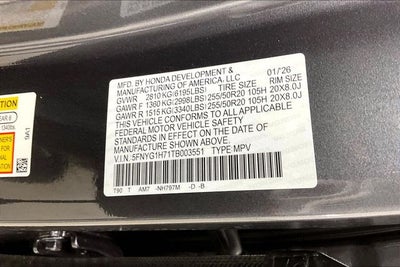 MFD. BY HONDA DEVELOPMENT & 01/26
MANUFACTURING OF AMERICA, LLC
GVWR 2810 KG(6195LBS) TIRE SIZE RIM SIZE
GAWR F 1360 KG(2998LBS) 255/50R20 105H 20X8.0J
GAWR R 1515 KG(3340LBS) 255/50R20 105H 20X8.0J
THIS VEHICLE CONFORMS TO ALL APPLICABLE
FEDERAL MOTOR VEHICLE SAFETY
STANDARDS IN EFFECT ON THE DATE OF
MANUFACTURE SHOWN ABOVE.
V.I.N. 5FNYG1H71TB003551 TYPE:MPV
T90 T AM7 -NH797M -D -B